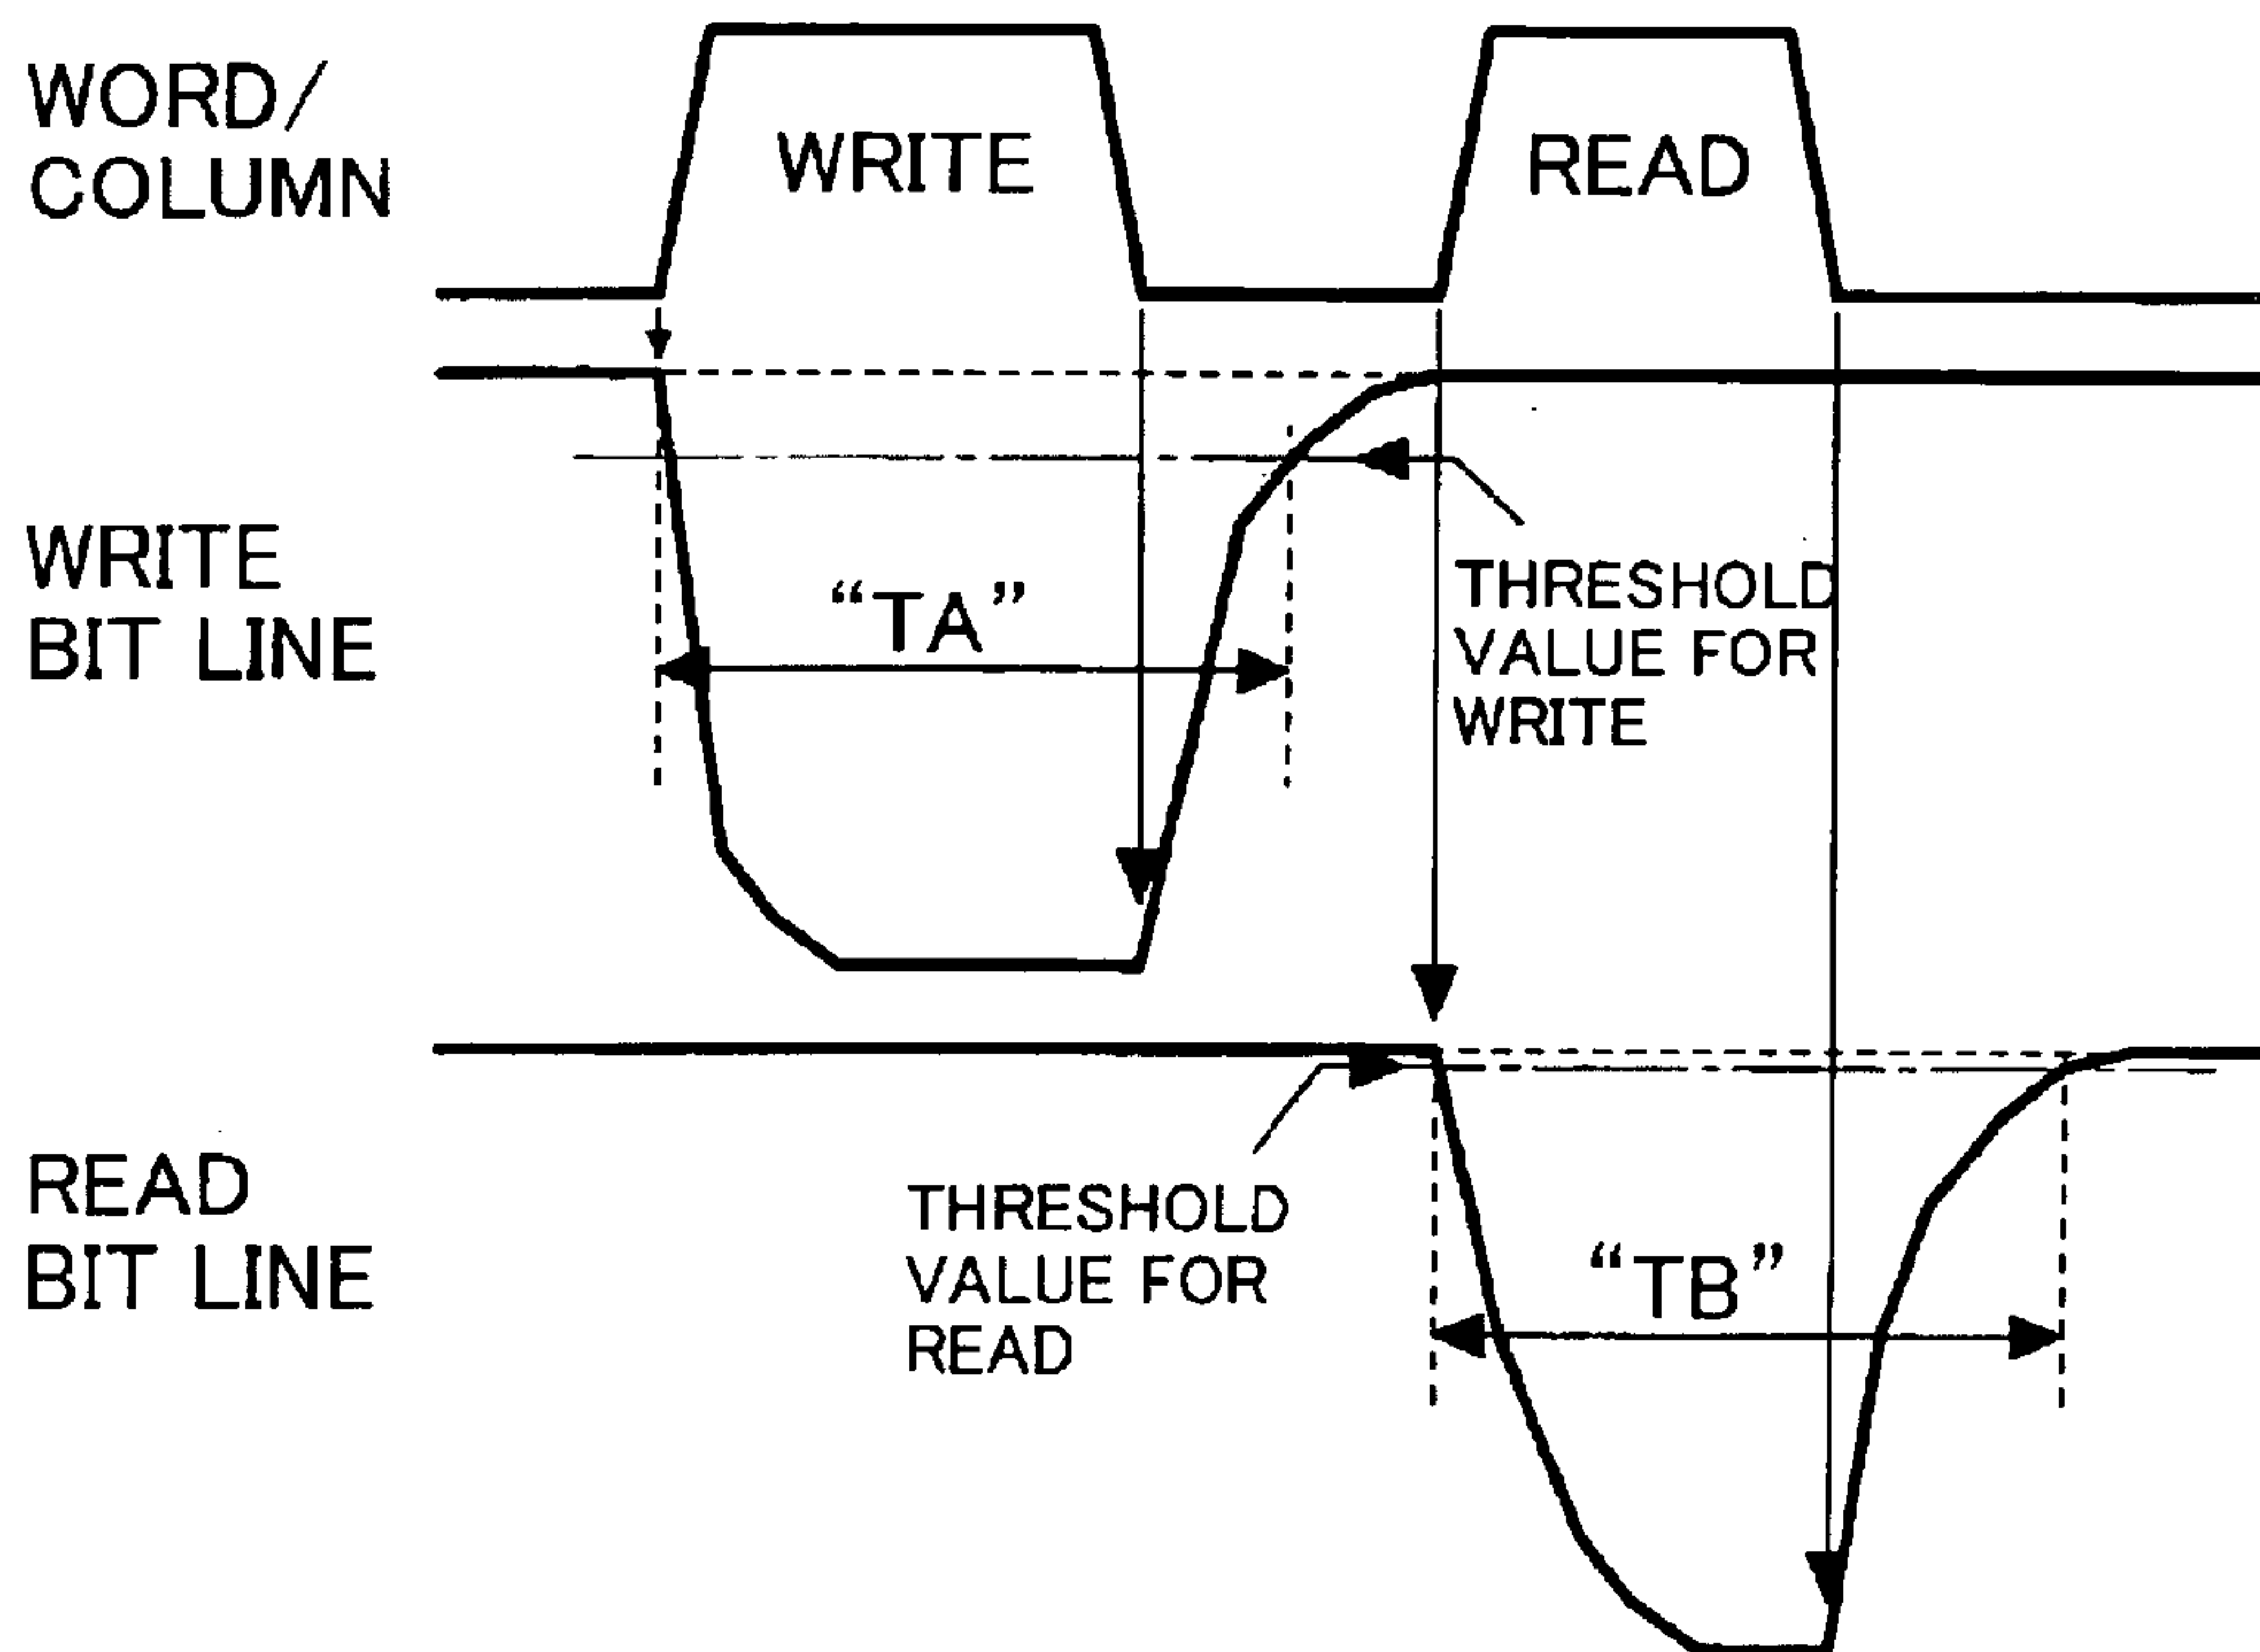 WORD/
COLUMN
WRITE
READ
WRITE
BIT LINE
“TA”
THRESHOLD
VALUE FOR
WRITE
READ
BIT LINE
THRESHOLD
VALUE FOR
READ
“TB”